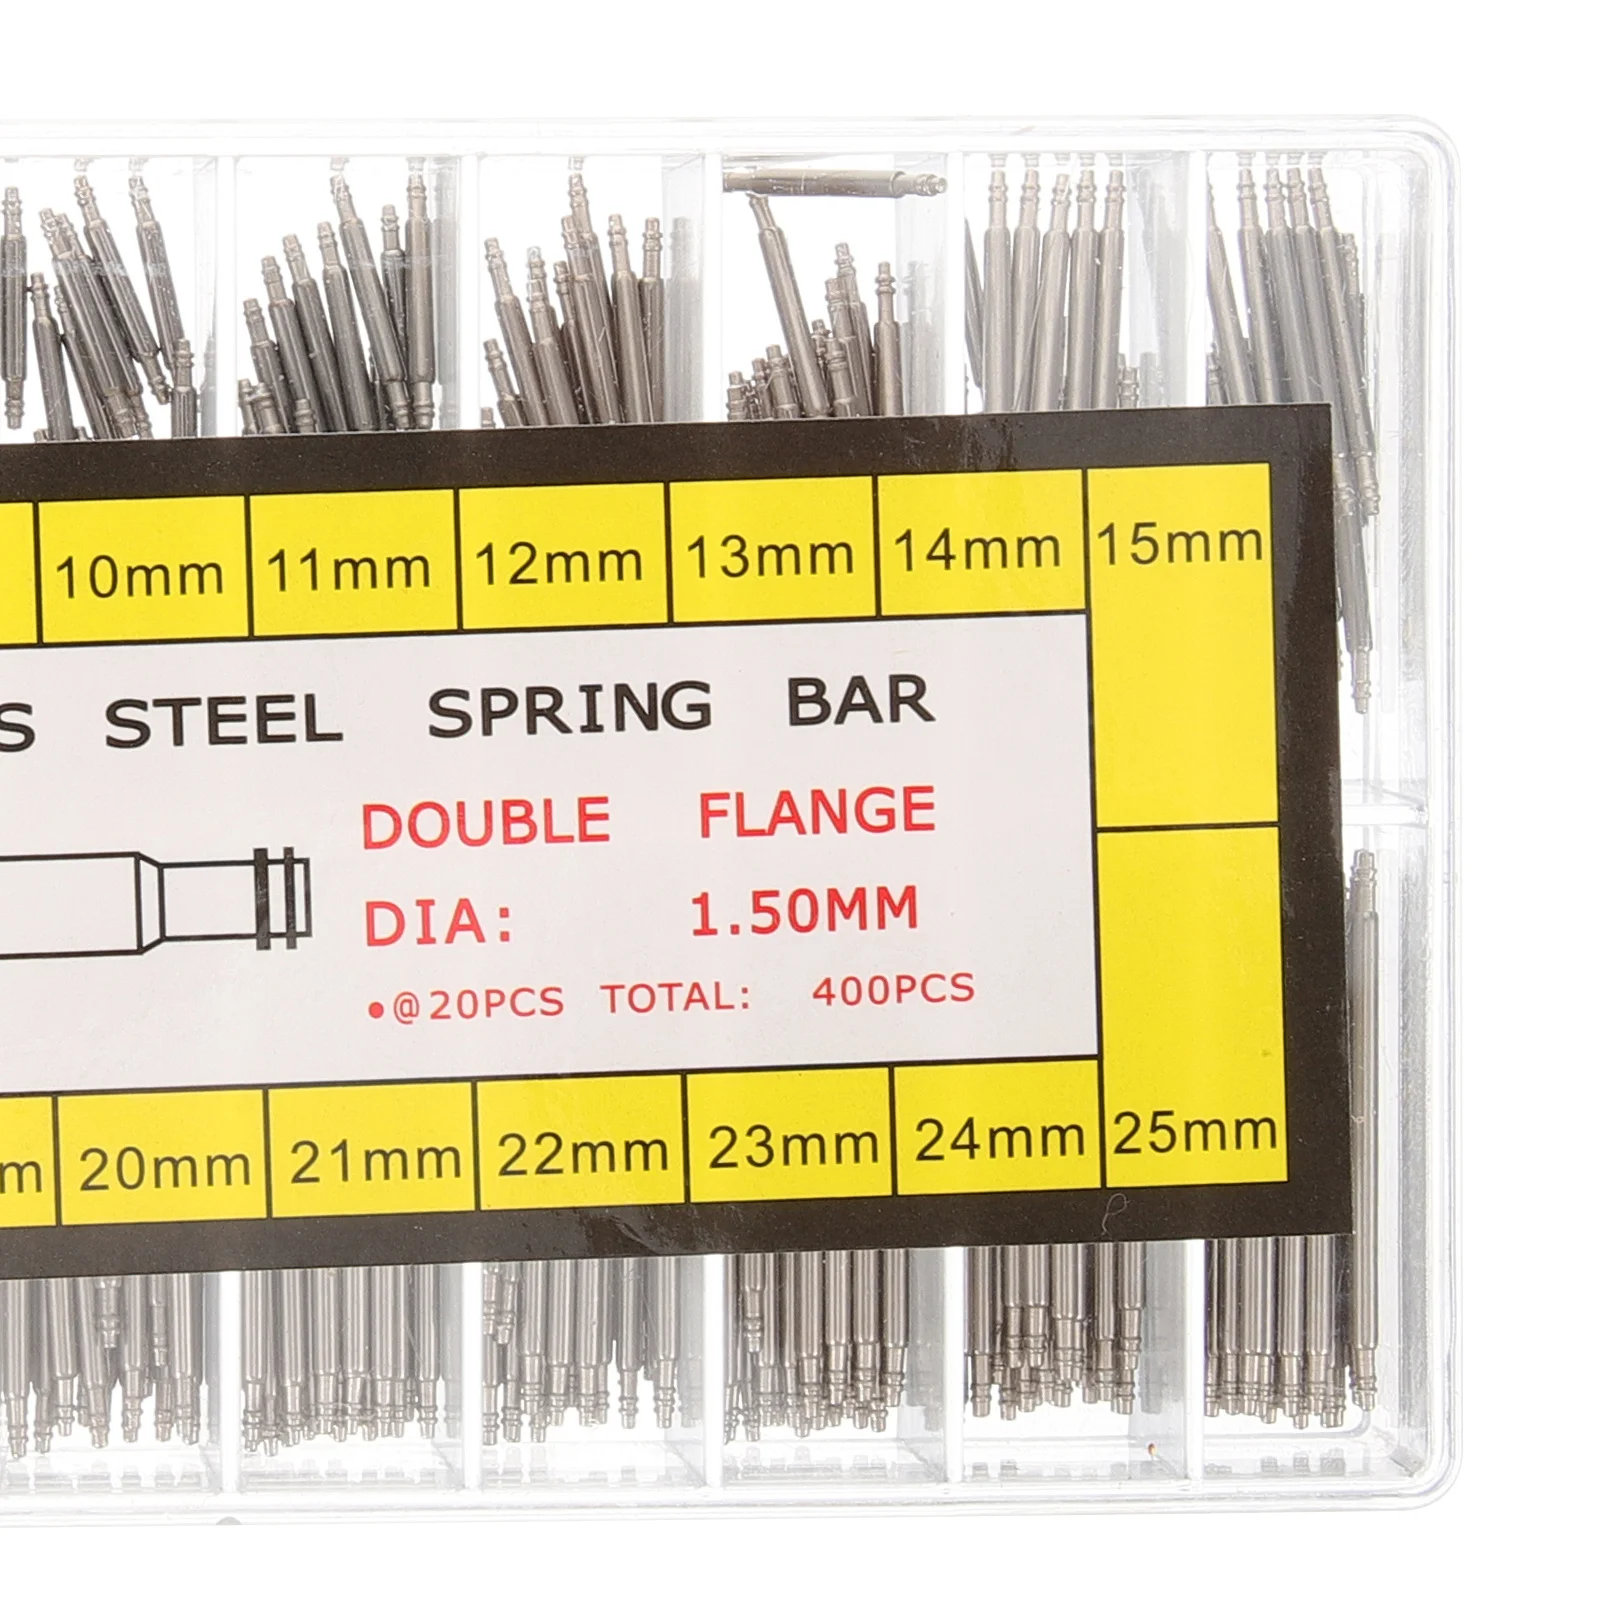 10mm 11mm 12mm 13mm 14mm 15mm
S STEEL SPRING BAR
DOUBLE FLANGE
DIA: 1.50MM
•@20PCS TOTAL: 400PCS
m 20mm 21mm 22mm 23mm 24mm 25mm